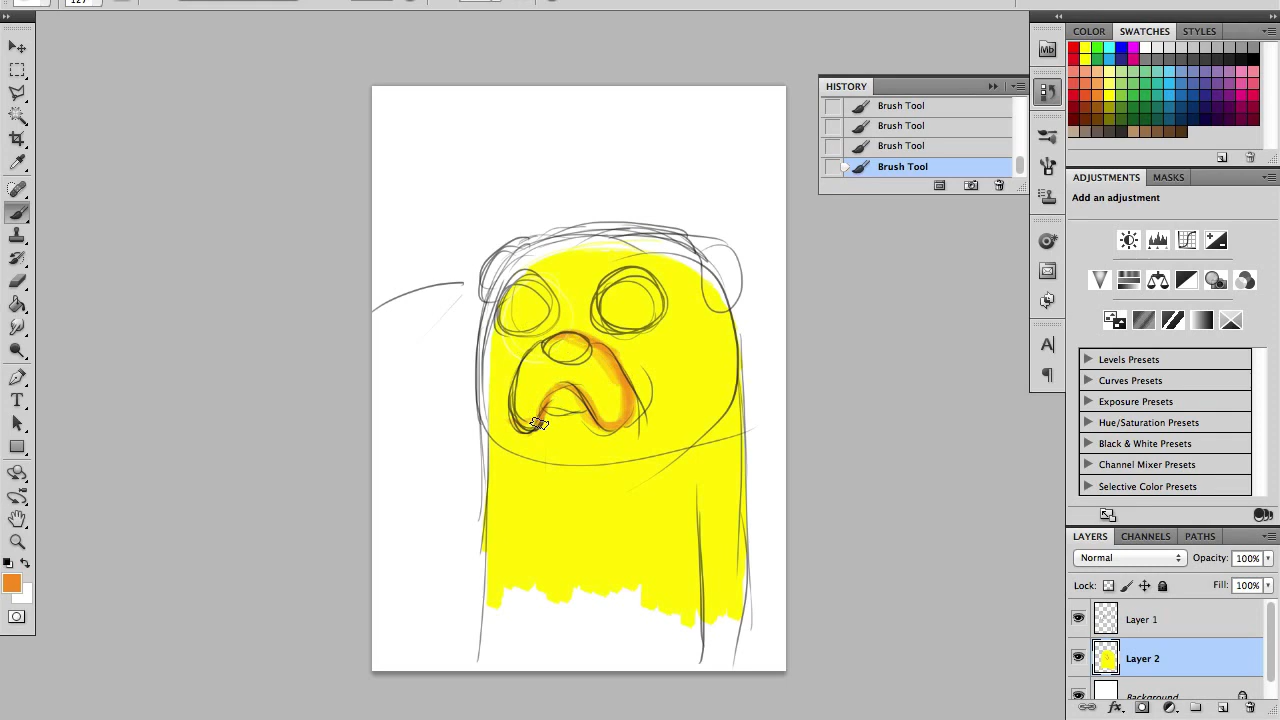 127
COLOR SWATCHES STYLES
Mb
HISTORY
Brush Tool
Brush Tool
Brush Tool
Brush Tool
ADJUSTMENTS MASKS
Add an adjustment
Levels Presets
Curves Presets
Exposure Presets
Hue/Saturation Presets
Black & White Presets
Channel Mixer Presets
Selective Color Presets
LAYERS CHANNELS PATHS
Normal Opacity: 100%
Lock: Fill: 100%
Layer 1
Layer 2
Background